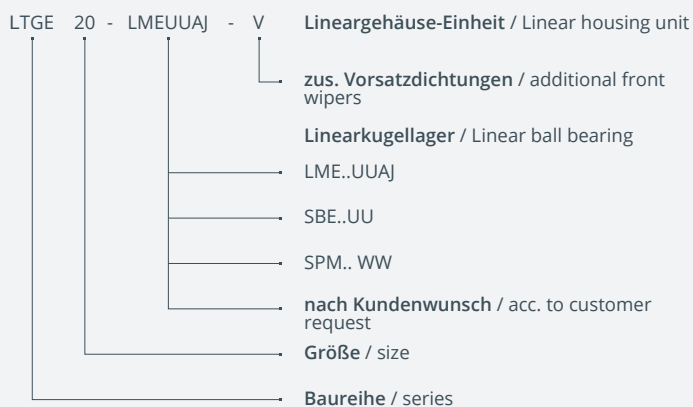 LTGE 20 - LMEUUAJ - V Lineargehäuse-Einheit / Linear housing unit
zus. Vorsatzdichtungen / additional front
wipers
Linearkugellager / Linear ball bearing
LME..UUAJ
SBE..UU
SPM.. WW
nach Kundenwunsch / acc. to customer
request
Größe / size
Baureihe / series